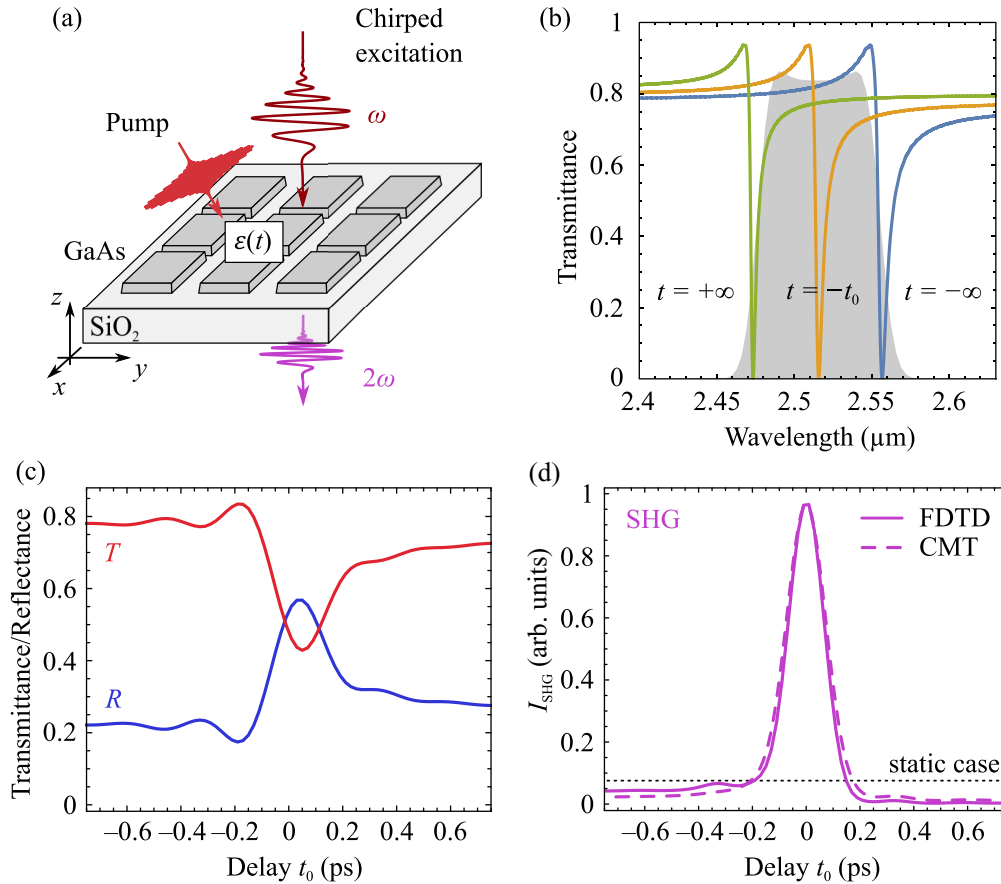 (a)
Chirped
excitation
ω
Pump
GaAs
ε(t)
SiO₂
z
y
x
2ω
(b)
Transmittance
1
0.8
0.6
0.4
0.2
0
t = +∞
t = −t₀
t = −∞
2.4
2.45
2.5
2.55
2.6
Wavelength (µm)
(c)
Transmittance/Reflectance
0.8
0.6
0.4
0.2
0
T
R
−0.6
−0.4
−0.2
0
0.2
0.4
0.6
Delay t₀ (ps)
(d)
I_SHG (arb. units)
1
0.8
0.6
0.4
0.2
0
SHG
FDTD
CMT
static case
−0.6
−0.4
−0.2
0
0.2
0.4
0.6
Delay t₀ (ps)